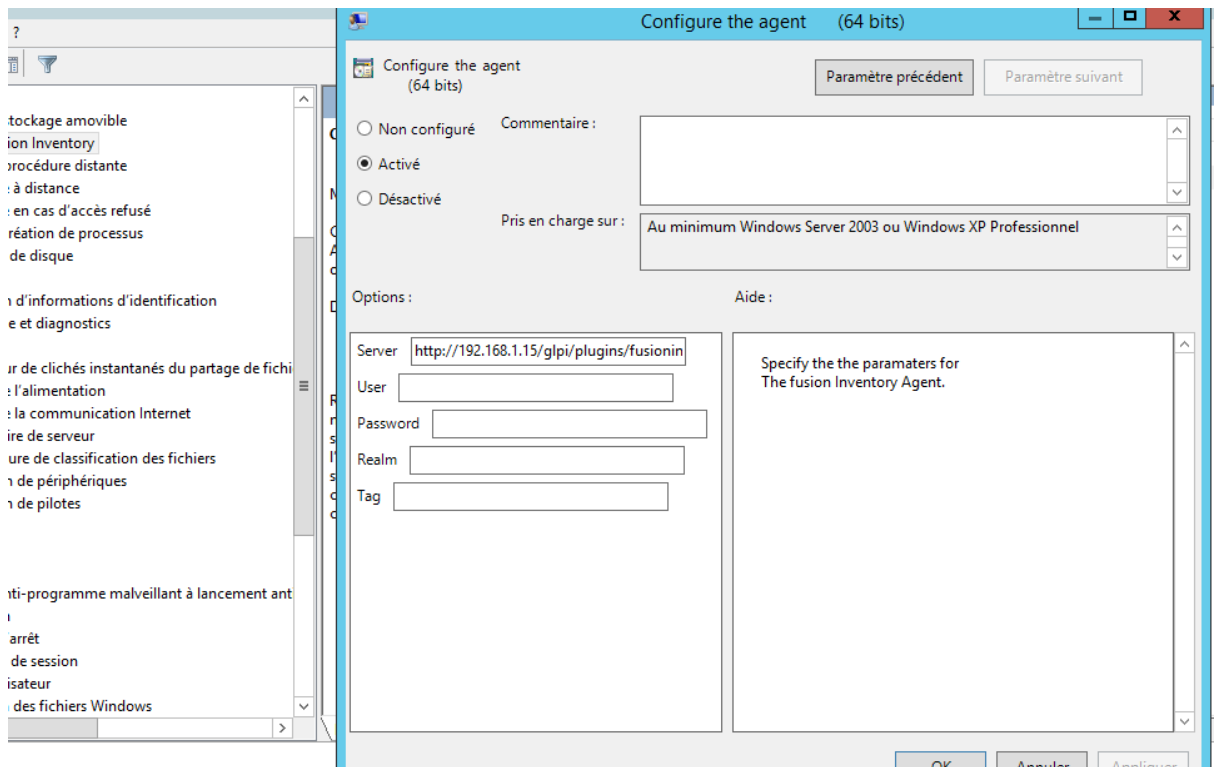 ?
Configure the agent (64 bits)
X
Configure the agent
(64 bits)
Paramètre précédent
Paramètre suivant
Non configuré
Activé
Désactivé
Commentaire :
Pris en charge sur :
Au minimum Windows Server 2003 ou Windows XP Professionnel
Options :
Aide :
Server http://192.168.1.15/glpi/plugins/fusionin
User
Password
Realm
Tag
Specify the the paramaters for
The fusion Inventory Agent.
OK
Annuler
Appliquer
stockage amovible
ion Inventory
procédure distante
à distance
en cas d'accès refusé
réation de processus
de disque
n d'informations d'identification
e et diagnostics
ur de clichés instantanés du partage de fichi
l'alimentation
la communication Internet
ire de serveur
ure de classification des fichiers
n de périphériques
n de pilotes
nti-programme malveillant à lancement ant
arrêt
de session
isateur
des fichiers Windows